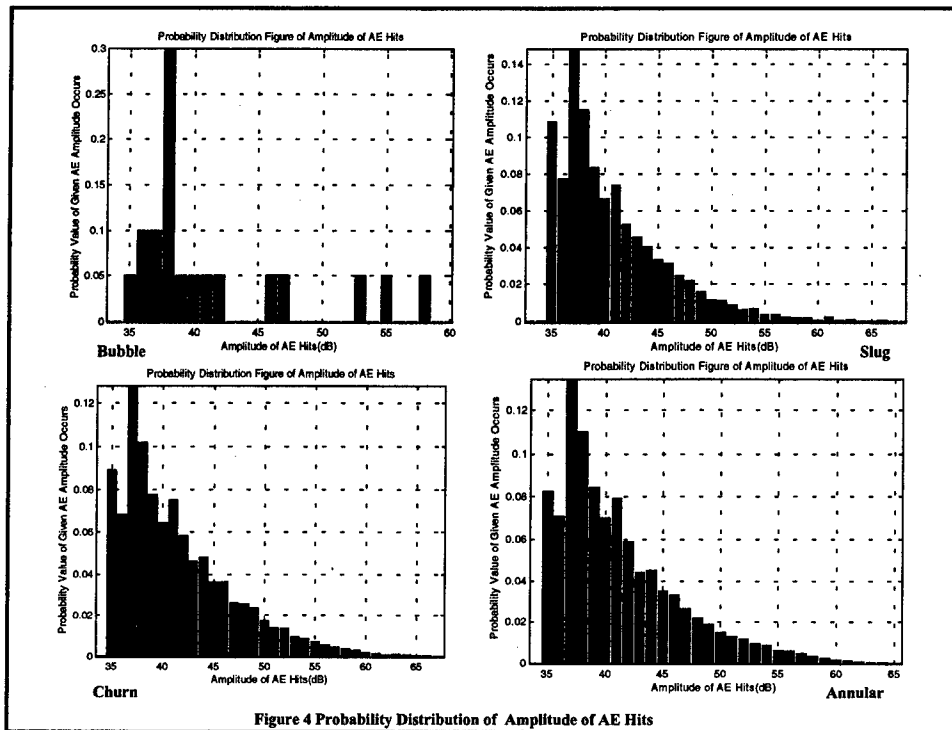 Probability Distribution Figure of Amplitude of AE Hits
Probability Value of Given AE Amplitude Occurs
0.3
0.25
0.2
0.15
0.1
0.05
0
35 40 45 50 55 60
Amplitude of AE Hits(dB)
Bubble
Probability Distribution Figure of Amplitude of AE Hits
Probability Value of Given AE Amplitude Occurs
0.14
0.12
0.1
0.08
0.06
0.04
0.02
0
35 40 45 50 55 60 65
Amplitude of AE Hits(dB)
Slug
Probability Distribution Figure of Amplitude of AE Hits
Probability Value of Given AE Amplitude Occurs
0.12
0.1
0.08
0.06
0.04
0.02
0
35 40 45 50 55 60 65
Amplitude of AE Hits(dB)
Churn
Probability Distribution Figure of Amplitude of AE Hits
Probability Value of Given AE Amplitude Occurs
0.12
0.1
0.08
0.06
0.04
0.02
0
35 40 45 50 55 60 65
Amplitude of AE Hits(dB)
Annular
Figure 4 Probability Distribution of Amplitude of AE Hits